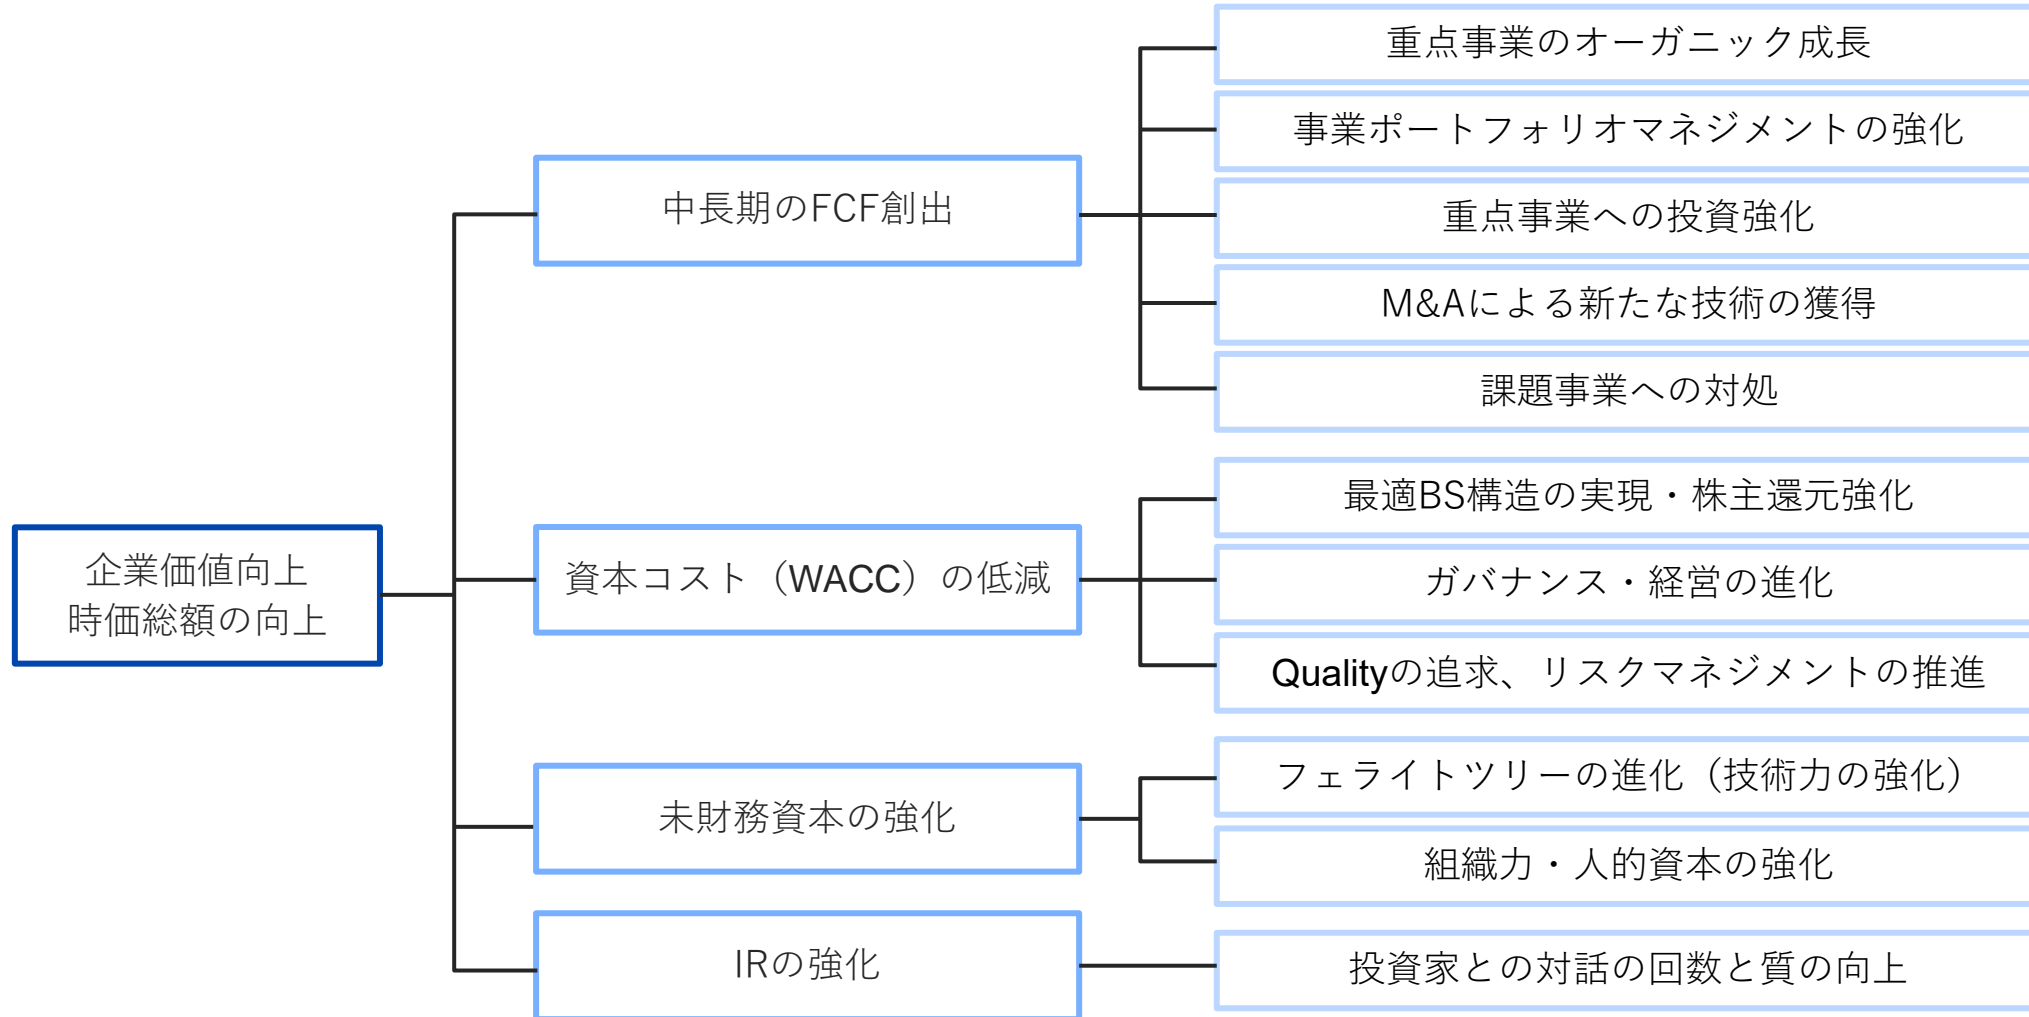 企業価値向上
時価総額の向上
中長期のFCF創出
重点事業のオーガニック成長
事業ポートフォリオマネジメントの強化
重点事業への投資強化
M&Aによる新たな技術の獲得
課題事業への対処
資本コスト（WACC）の低減
最適BS構造の実現・株主還元強化
ガバナンス・経営の進化
Qualityの追求、リスクマネジメントの推進
未財務資本の強化
フェライトツリーの進化（技術力の強化）
組織力・人的資本の強化
IRの強化
投資家との対話の回数と質の向上